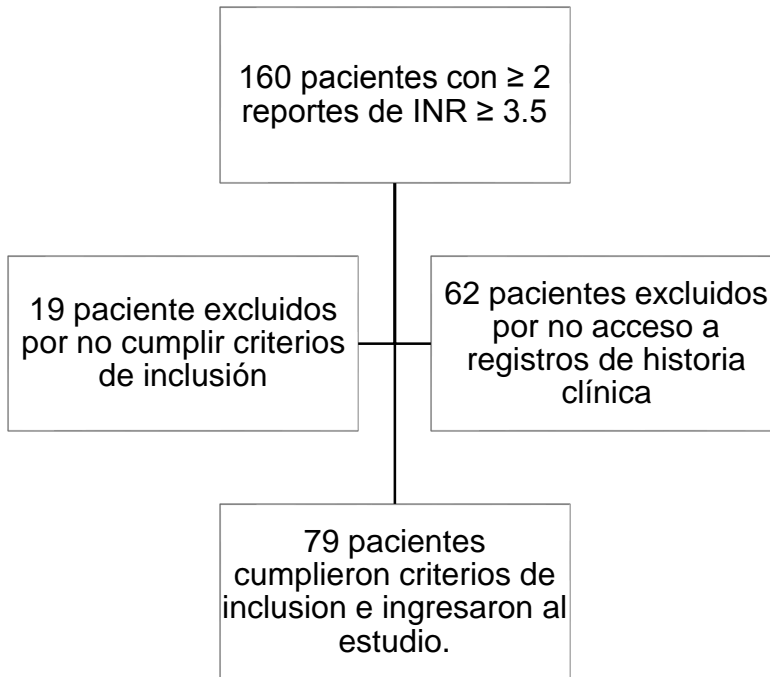 160 pacientes con ≥ 2
reportes de INR ≥ 3.5
19 paciente excluidos
por no cumplir criterios
de inclusión
62 pacientes excluidos
por no acceso a
registros de historia
clínica
79 pacientes
cumplieron criterios de
inclusion e ingresaron al
estudio.